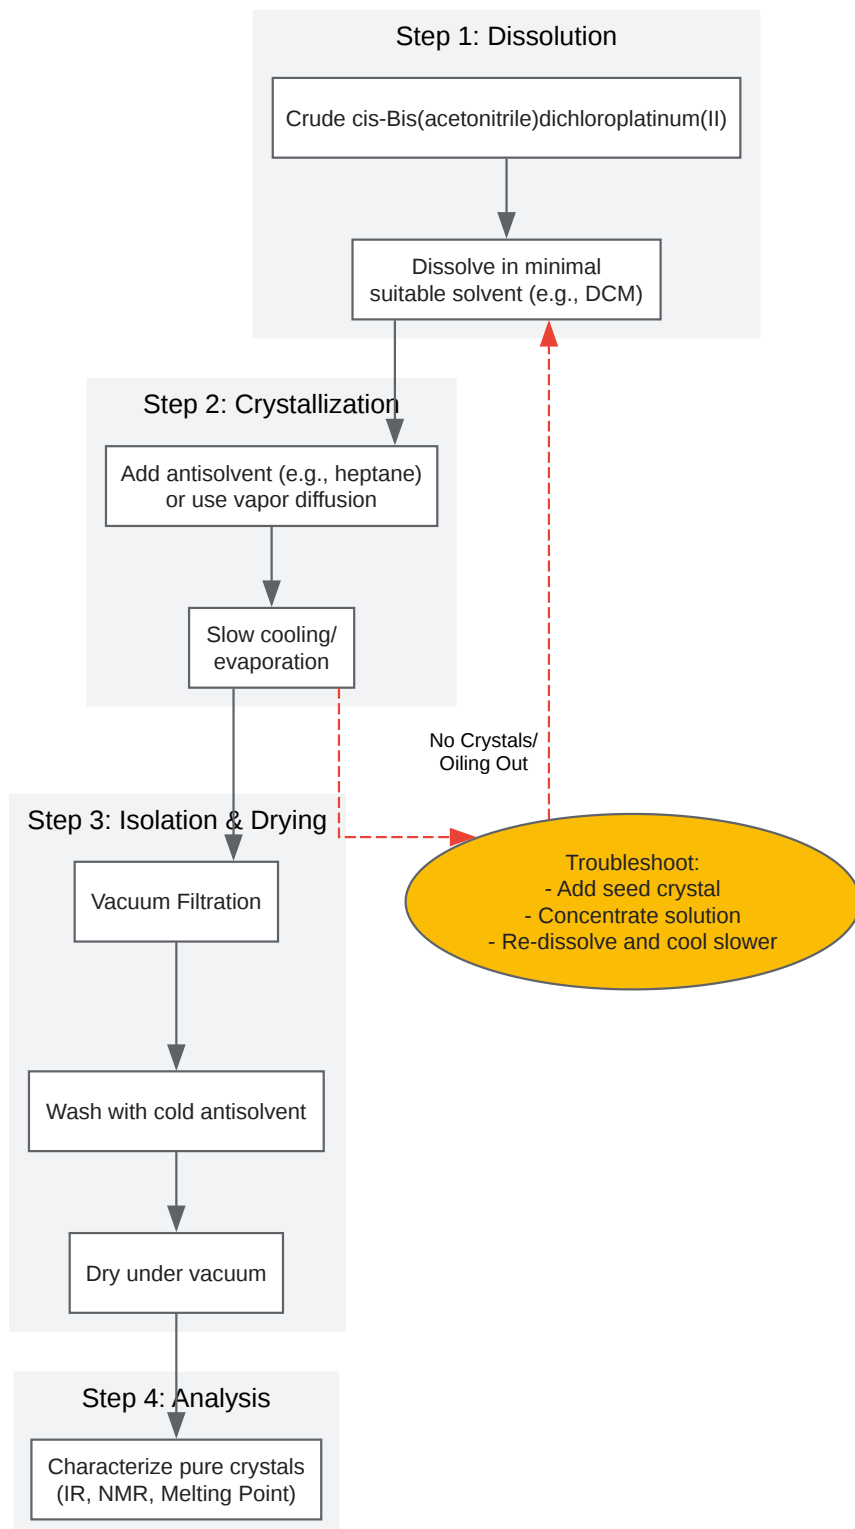 Step 1: Dissolution
Crude cis-Bis(acetonitrile)dichloroplatinum(II)
Dissolve in minimal
suitable solvent (e.g., DCM)
Step 2: Crystallization
Add antisolvent (e.g., heptane)
or use vapor diffusion
Slow cooling/
evaporation
No Crystals/
Oiling Out
Step 3: Isolation & Drying
Vacuum Filtration
Troubleshoot:
- Add seed crystal
- Concentrate solution
- Re-dissolve and cool slower
Wash with cold antisolvent
Dry under vacuum
Step 4: Analysis
Characterize pure crystals
(IR, NMR, Melting Point)